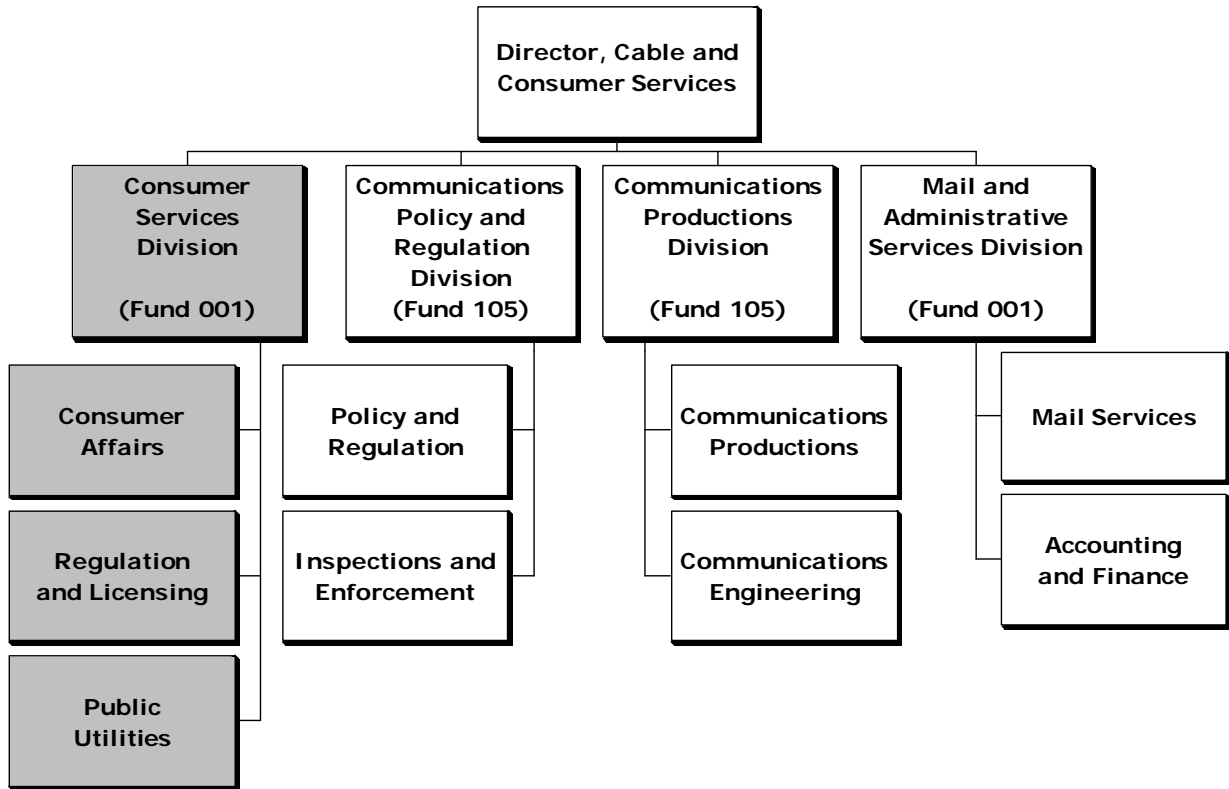 Director, Cable and
Consumer Services
Consumer
Services
Division
(Fund 001)
Communications
Policy and
Regulation
Division
(Fund 105)
Communications
Productions
Division
(Fund 105)
Mail and
Administrative
Services Division
(Fund 001)
Consumer
Affairs
Regulation
and Licensing
Public
Utilities
Policy and
Regulation
Inspections and
Enforcement
Communications
Productions
Communications
Engineering
Mail Services
Accounting
and Finance